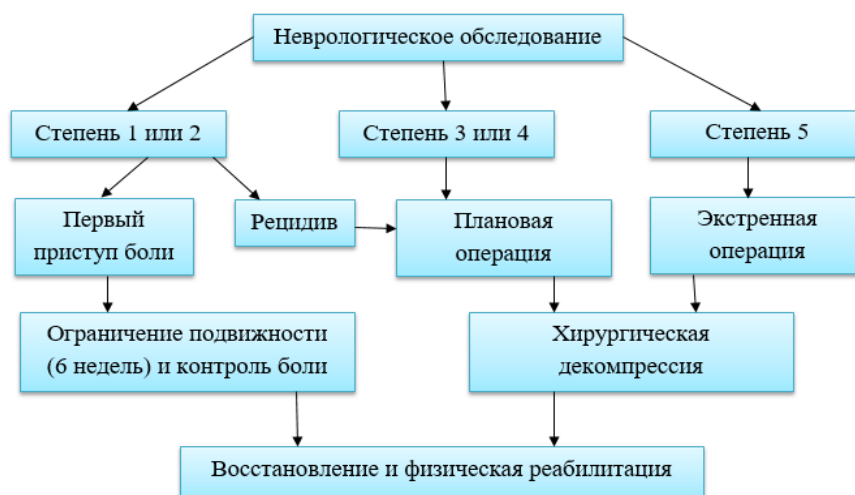 Неврологическое обследование
Степень 1 или 2
Степень 3 или 4
Степень 5
Первый
приступ боли
Рецидив
Плановая
операция
Экстренная
операция
Ограничение подвижности
(6 недель) и контроль боли
Хирургическая
декомпрессия
Восстановление и физическая реабилитация